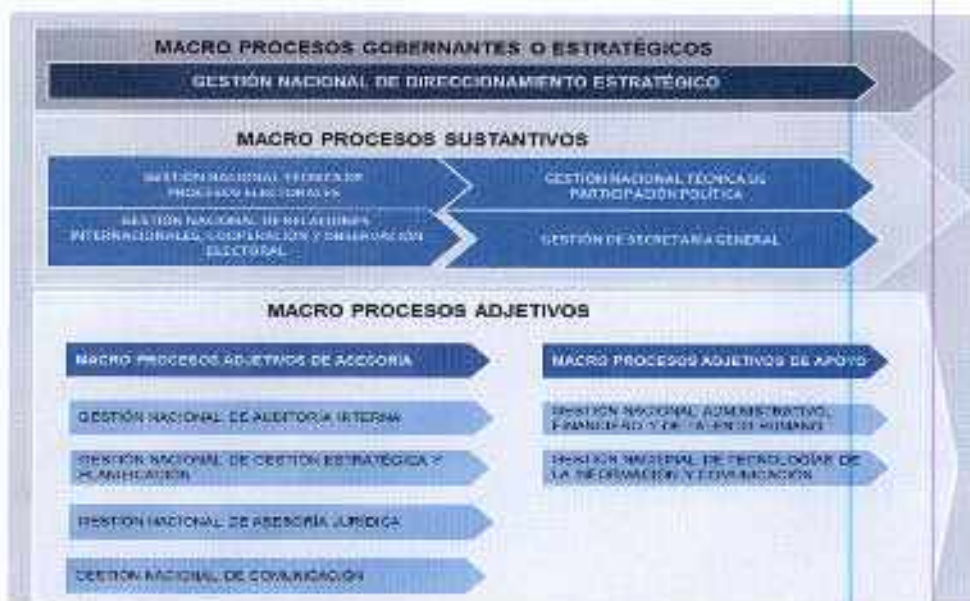 MACRO PROCESOS GOBERNANTES O ESTRATÉGICOS
GESTIÓN NACIONAL DE DIRECCIONAMIENTO ESTRATÉGICO
MACRO PROCESOS SUSTANTIVOS
GESTIÓN NACIONAL TÉCNICA DE
PROCESOS ELECTORALES
GESTIÓN NACIONAL TÉCNICA DE
PARTICIPACIÓN POLÍTICA
GESTIÓN NACIONAL DE RELACIONES
INTERNACIONALES, COOPERACIÓN Y OBSERVACIÓN
ELECTORAL
GESTIÓN DE SECRETARÍA GENERAL
MACRO PROCESOS ADJETIVOS
MACRO PROCESOS ADJETIVOS DE ASESORÍA
GESTIÓN NACIONAL DE AUDITORÍA INTERNA
GESTIÓN NACIONAL DE GESTIÓN ESTRATÉGICA Y
PLANIFICACIÓN
GESTIÓN NACIONAL DE ASESORÍA JURÍDICA
GESTIÓN NACIONAL DE COMUNICACIÓN
MACRO PROCESOS ADJETIVOS DE APOYO
GESTIÓN NACIONAL ADMINISTRATIVO,
FINANCIERO Y DE TALENTO HUMANO
GESTIÓN NACIONAL DE TECNOLOGÍAS DE
LA INFORMACIÓN Y COMUNICACIÓN